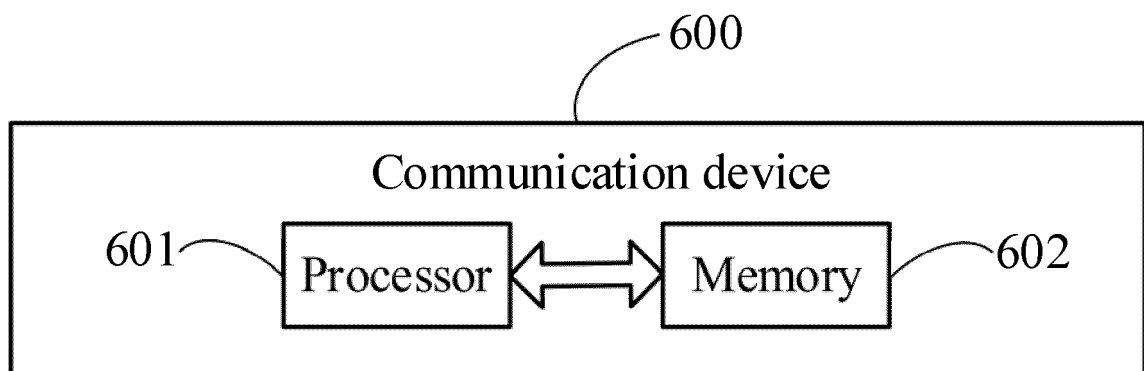 600
Communication device
601
Processor
Memory
602